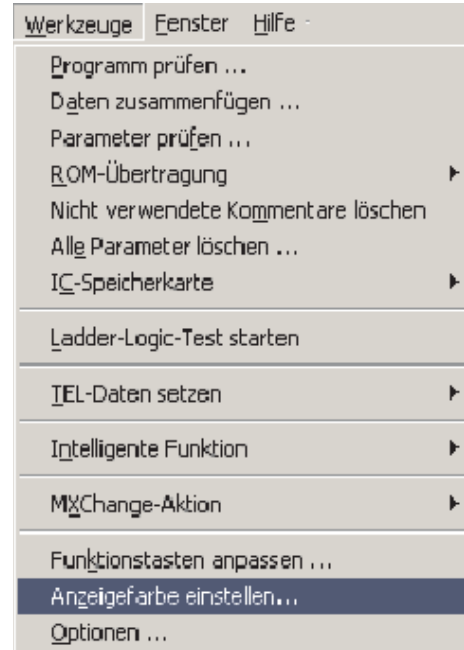 Werkzeuge Fenster Hilfe
Programm prüfen ...
Daten zusammenfügen ...
Parameter prüfen ...
ROM-Übertragung
Nicht verwendete Kommentare löschen
Alle Parameter löschen ...
IC-Speicherkarte
Ladder-Logic-Test starten
TEL-Daten setzen
Intelligente Funktion
MXChange-Aktion
Funktionstasten anpassen ...
Anzeigefarbe einstellen...
Optionen ...